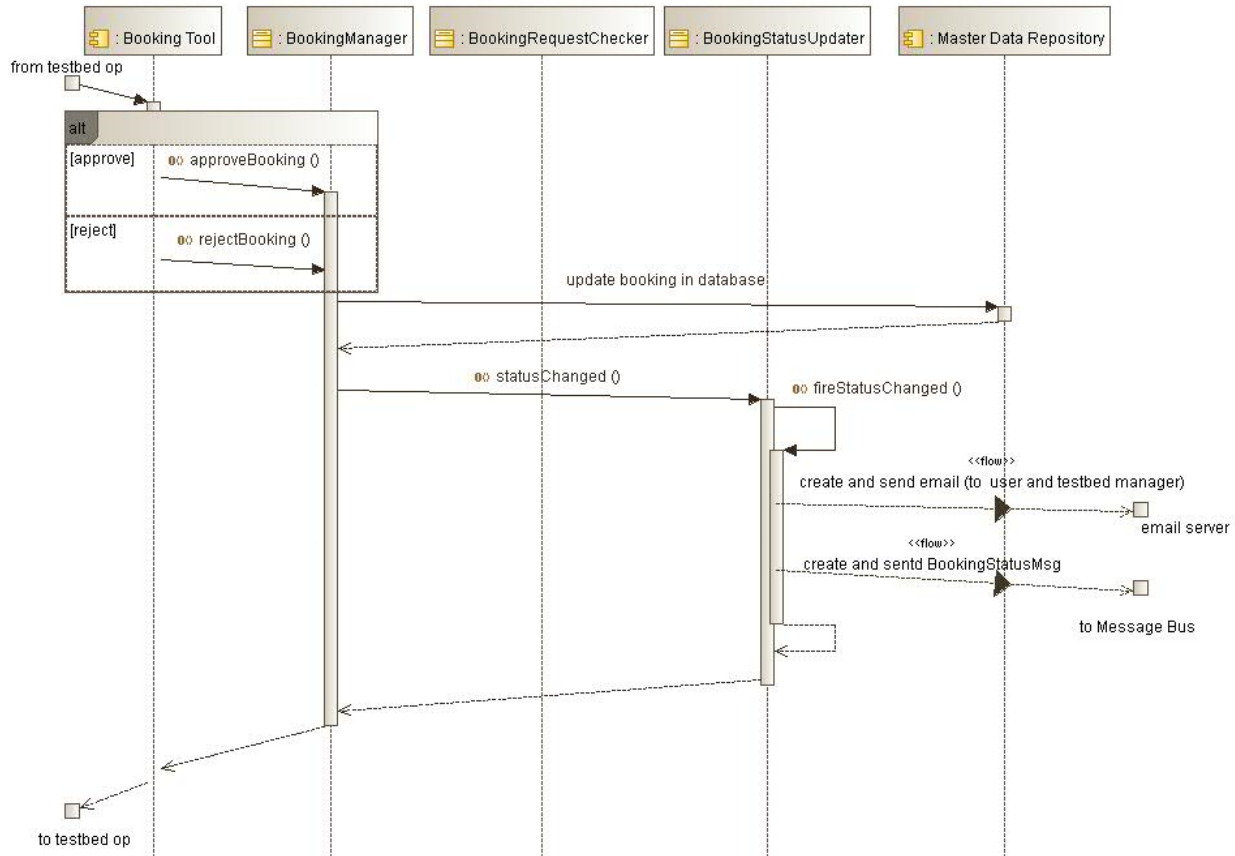 : Booking Tool
: BookingManager
: BookingRequestChecker
: BookingStatusUpdater
: Master Data Repository
from testbed op
alt
[approve]
approveBooking ()
[reject]
rejectBooking ()
update booking in database
statusChanged ()
fireStatusChanged ()
<<flow>>
create and send email (to user and testbed manager)
email server
<<flow>>
create and sentd BookingStatusMsg
to Message Bus
to testbed op